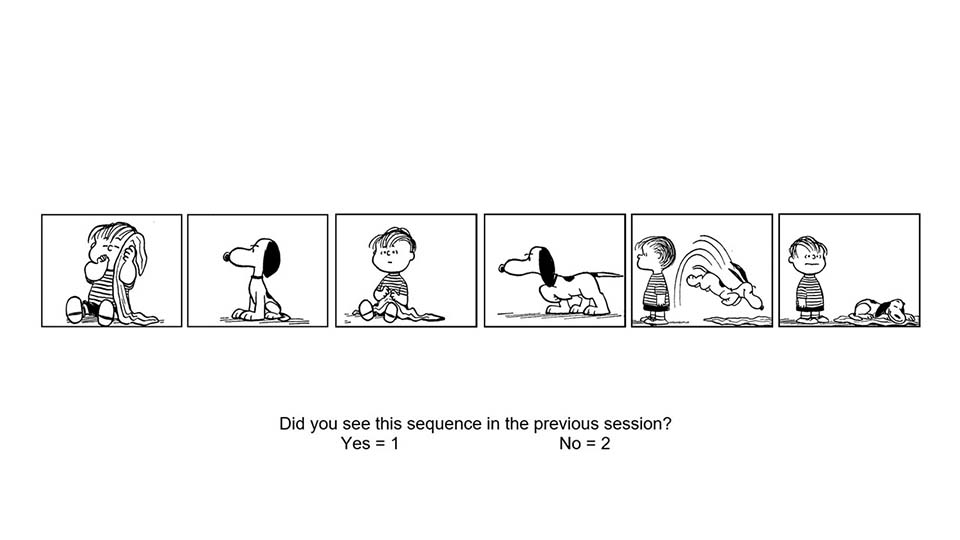 Did you see this sequence in the previous session?
Yes = 1 No = 2